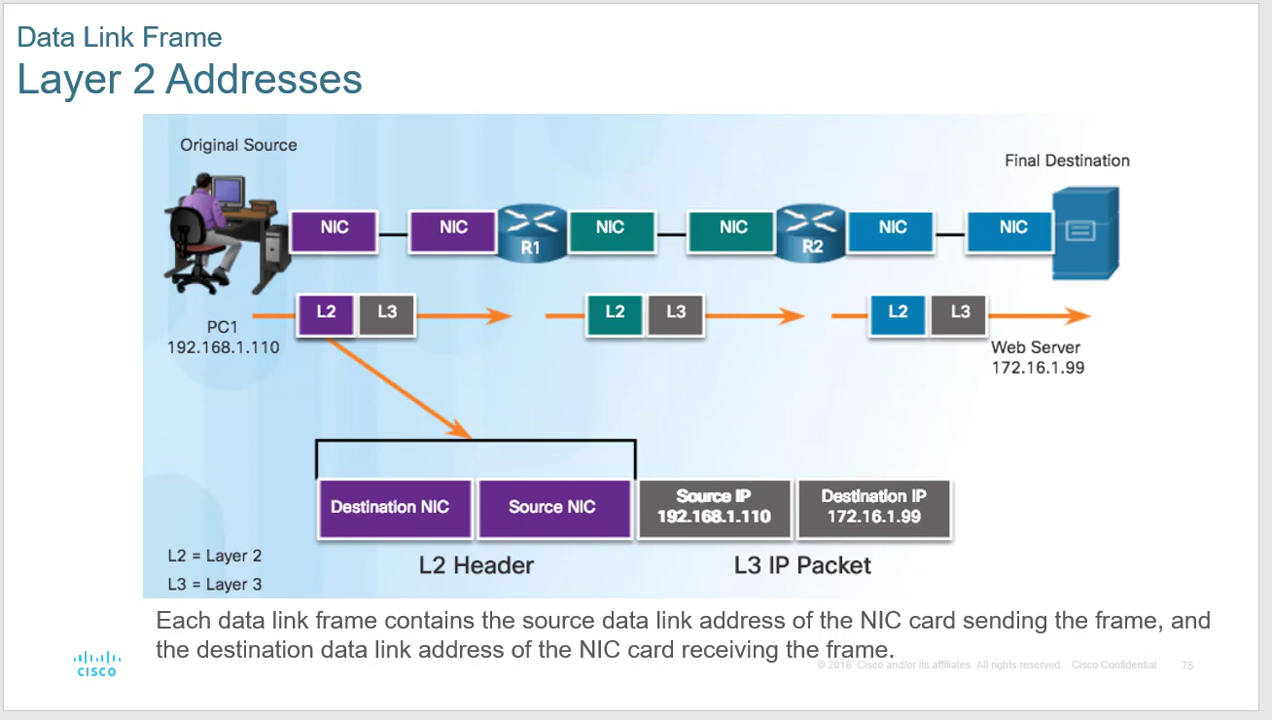 Data Link Frame
Layer 2 Addresses
Original Source
Final Destination
NIC
NIC
R1
NIC
NIC
R2
NIC
NIC
L2
L3
L2
L3
L2
L3
PC1
192.168.1.110
Web Server
172.16.1.99
Destination NIC
Source NIC
Source IP
192.168.1.110
Destination IP
172.16.1.99
L2 Header
L3 IP Packet
L2 = Layer 2
L3 = Layer 3
Each data link frame contains the source data link address of the NIC card sending the frame, and
the destination data link address of the NIC card receiving the frame.
CISCO
© 2016 Cisco and/or its affiliates. All rights reserved. Cisco Confidential 75